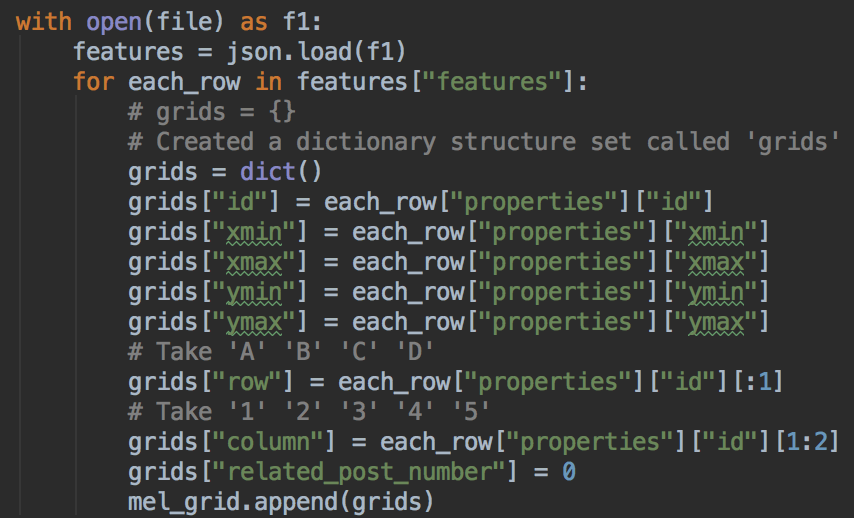 with open(file) as f1:
    features = json.load(f1)
    for each_row in features["features"]:
        # grids = {}
        # Created a dictionary structure set called 'grids'
        grids = dict()
        grids["id"] = each_row["properties"]["id"]
        grids["xmin"] = each_row["properties"]["xmin"]
        grids["xmax"] = each_row["properties"]["xmax"]
        grids["ymin"] = each_row["properties"]["ymin"]
        grids["ymax"] = each_row["properties"]["ymax"]
        # Take 'A' 'B' 'C' 'D'
        grids["row"] = each_row["properties"]["id"][:1]
        # Take '1' '2' '3' '4' '5'
        grids["column"] = each_row["properties"]["id"][1:2]
        grids["related_post_number"] = 0
        mel_grid.append(grids)